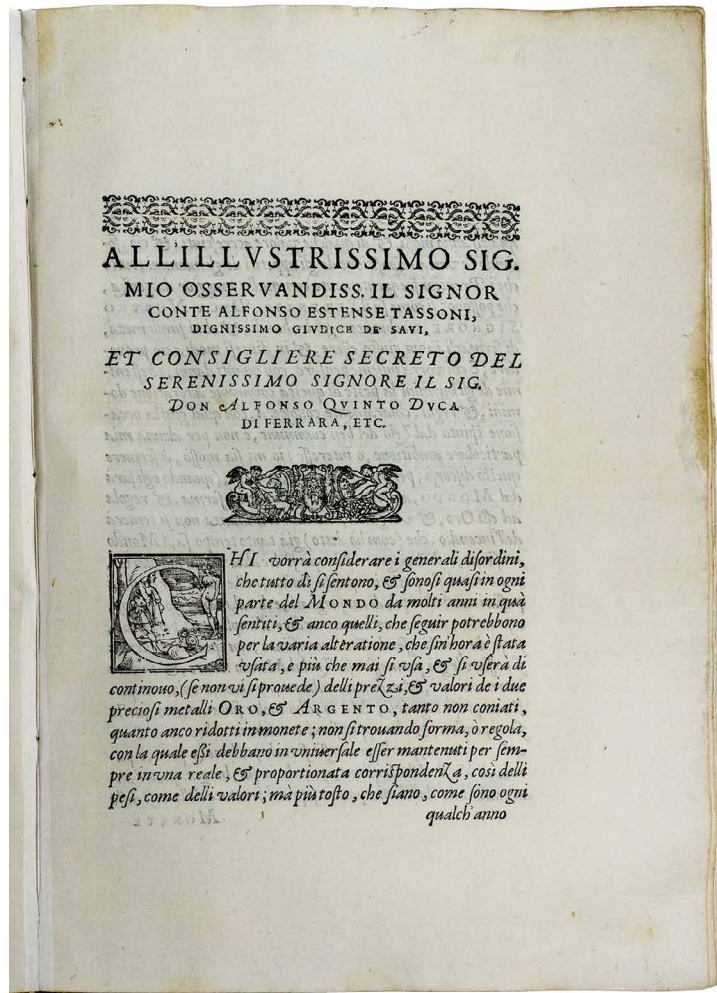 ALL'ILLVSTRISSIMO SIG.
MIO OSSERVANDISS. IL SIGNOR
CONTE ALFONSO ESTENSE TASSONI,
DIGNISSIMO GIVDICE DE' SAVI,
ET CONSIGLIERE SECRETO DEL
SERENISSIMO SIGNORE IL SIG.
DON ALFONSO QVINTO DVCA
DI FERRARA, ETC.
CHI vorrà conſiderare i generali diſordini,
che tutto dì ſi ſentono, & ſonoſi quaſi in ogni
parte del MONDO da molti anni in quà
ſentiti, & anco quelli, che ſeguir potrebbono
per la varia alteratione, che ſin'hora è ſtata
vſata, e più che mai ſi vſa, & ſi vſerà di
continouo, (ſe non vi ſi prouede) delli prezzi, & valori de i due
precioſi metalli ORO, & ARGENTO, tanto non coniati,
quanto anco ridotti in monete; non ſi trouando forma, ò regola,
con la quale eßi debbano in vniuerſale eſſer mantenuti per ſem-
pre in vna reale, & proportionata corriſpondenza, così delli
peſi, come delli valori; mà più toſto, che ſiano, come ſono ogni
qualch'anno